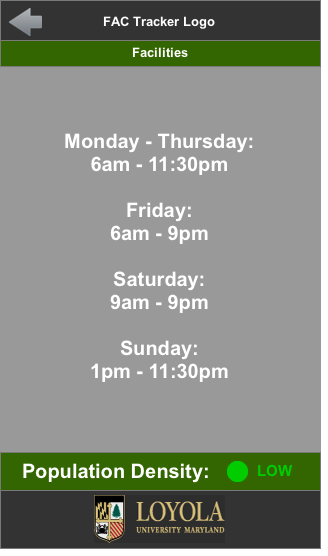 FAC Tracker Logo
Facilities
Monday - Thursday:
6am - 11:30pm
Friday:
6am - 9pm
Saturday:
9am - 9pm
Sunday:
1pm - 11:30pm
Population Density: LOW
LOYOLA
UNIVERSITY MARYLAND